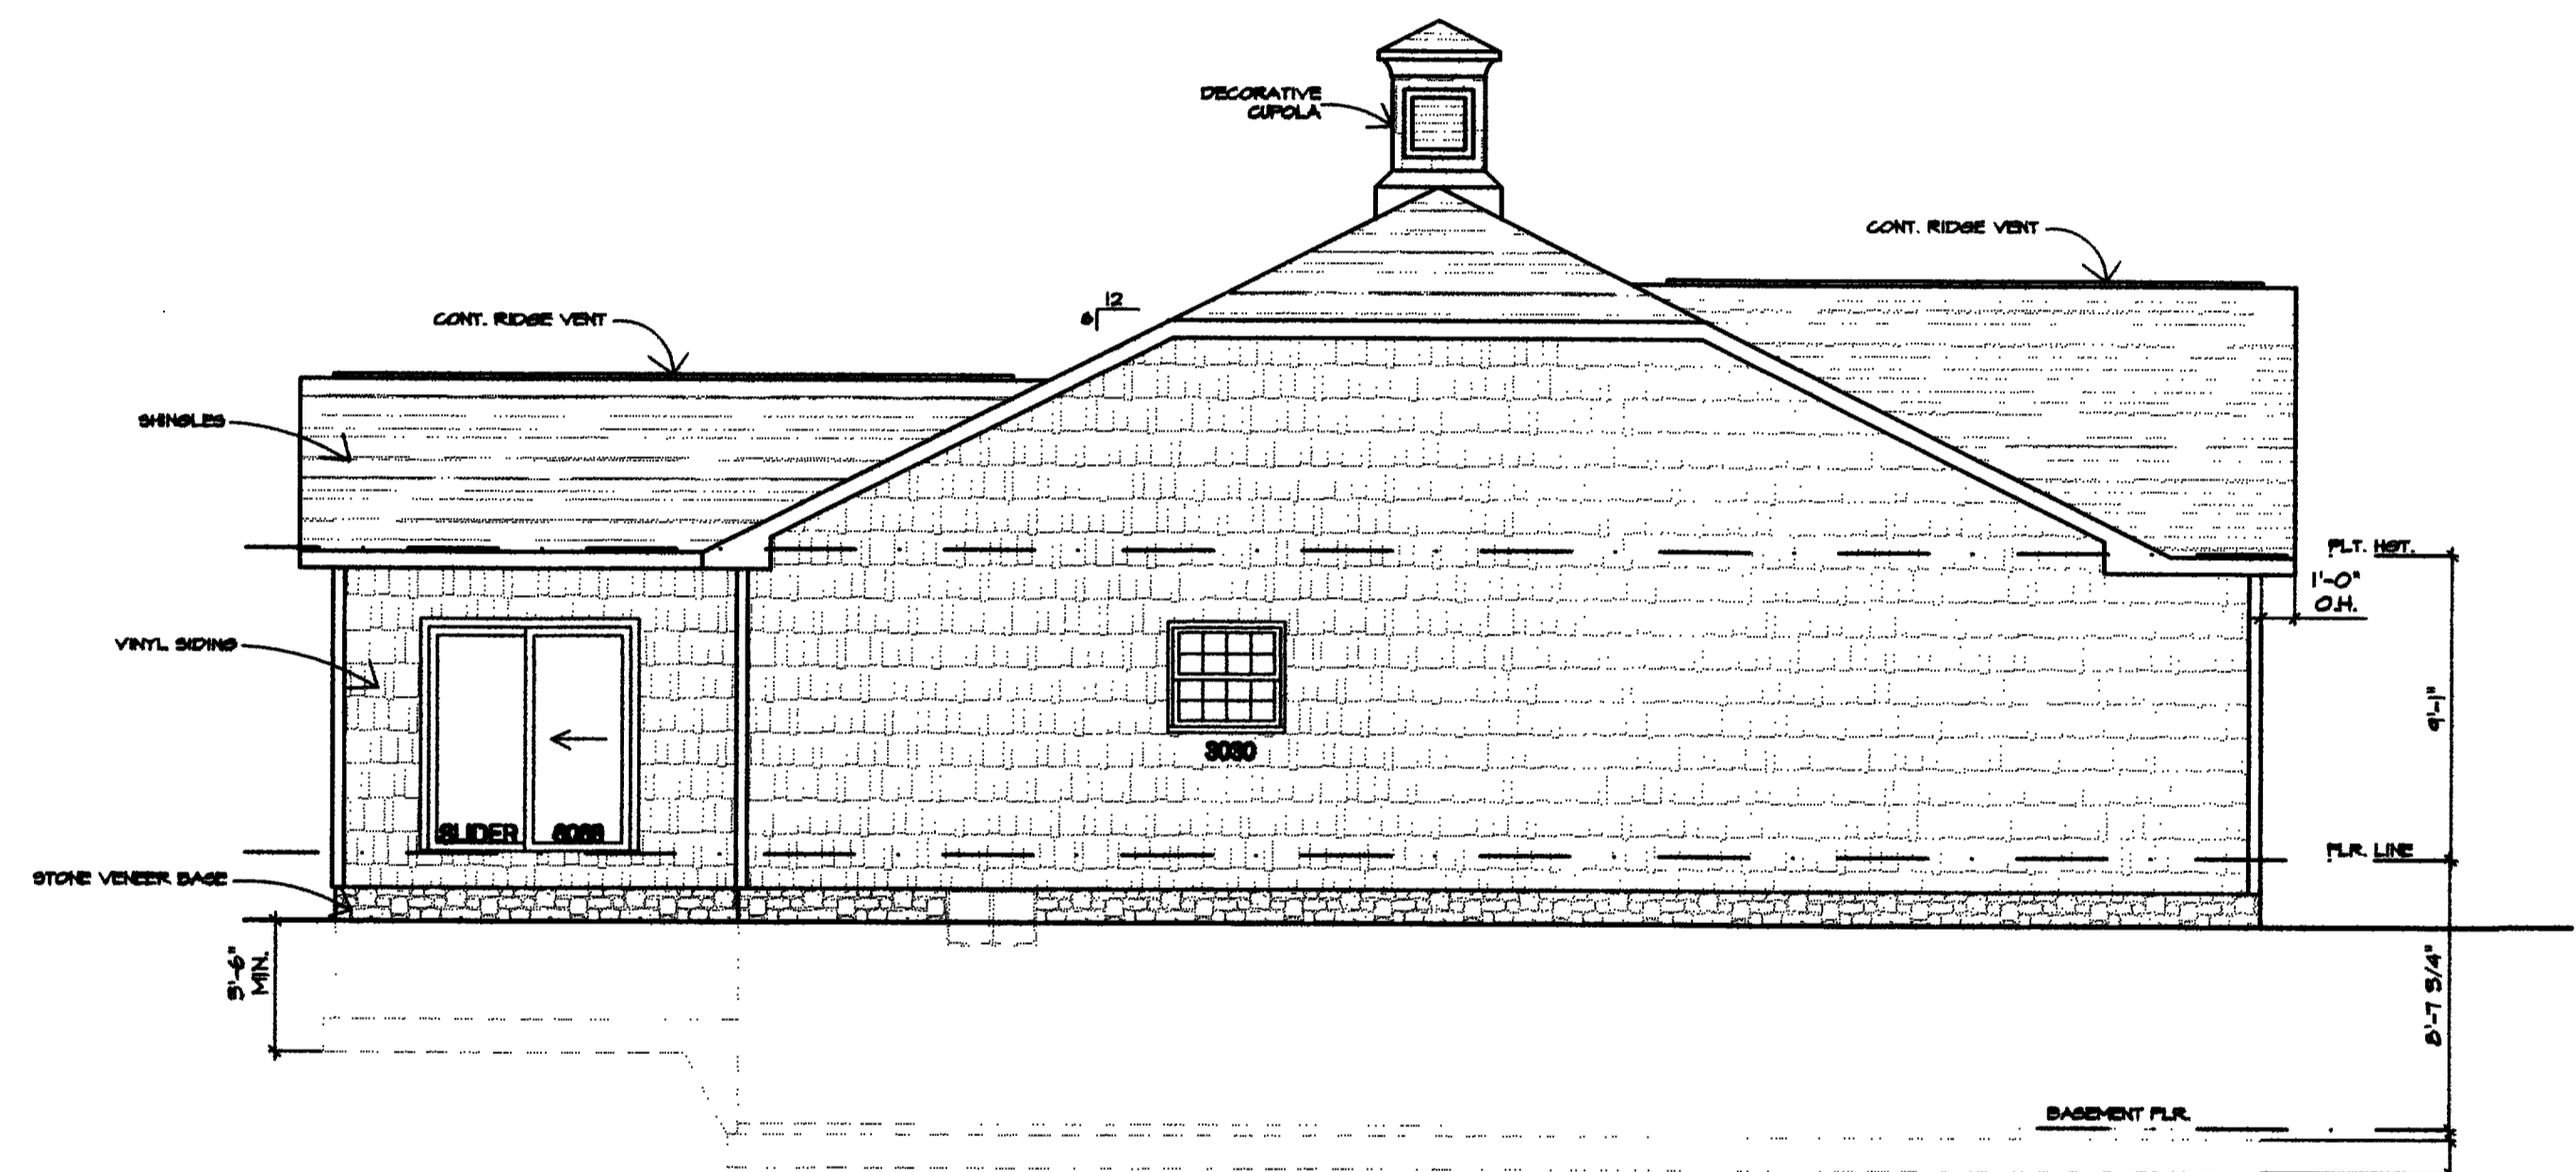 DECORATIVE
CUPOLA
CONT. RIDGE VENT
12
6
CONT. RIDGE VENT
SHINGLES
PLT. HGT.
1'-0"
O.H.
VINYL SIDING
9'-1"
3030
SLIDER 6068
FLR. LINE
STONE VENEER BASE
3'-6"
MIN.
8'-7 3/4"
BASEMENT FLR.